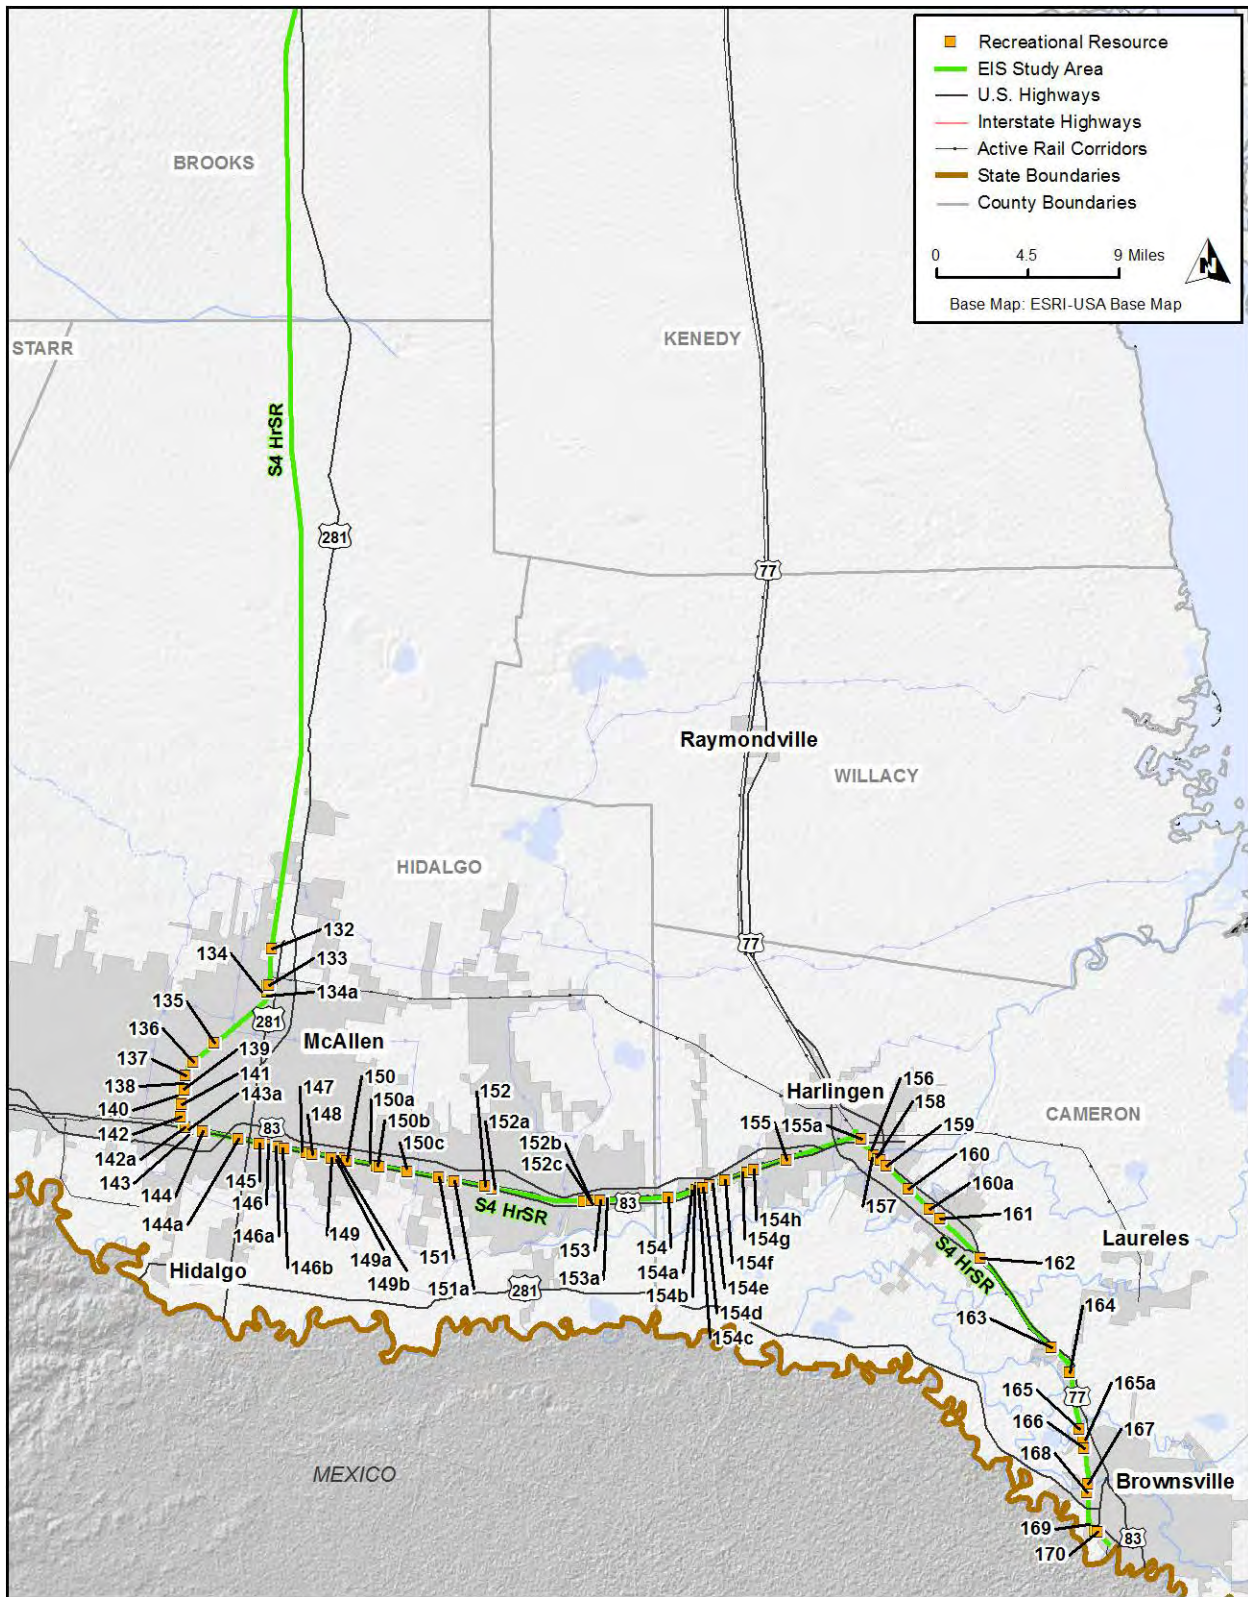 Recreational Resource
EIS Study Area
U.S. Highways
Interstate Highways
Active Rail Corridors
State Boundaries
County Boundaries
0 4.5 9 Miles
N
Base Map: ESRI-USA Base Map
BROOKS
STARR
KENEDY
S4 HrSR
281
77
Raymondville
WILLACY
HIDALGO
132
134
133
77
134a
135
281
136
McAllen
139
137
141
138
143a
147
150
152
Harlingen
156
140
150a
152a
158
CAMERON
142
83
148
150b
152b
155
155a
159
142a
150c
152c
160
143
160a
144
145
149
151
S4 HrSR
153
83
154
154h
157
161
144a
146
149a
151a
153a
154a
154g
S4 HrSR
162
Laureles
146a
149b
154b
154f
Hidalgo
146b
281
154e
154d
154c
163
164
77
165
165a
166
167
168
MEXICO
Brownsville
169
83
170